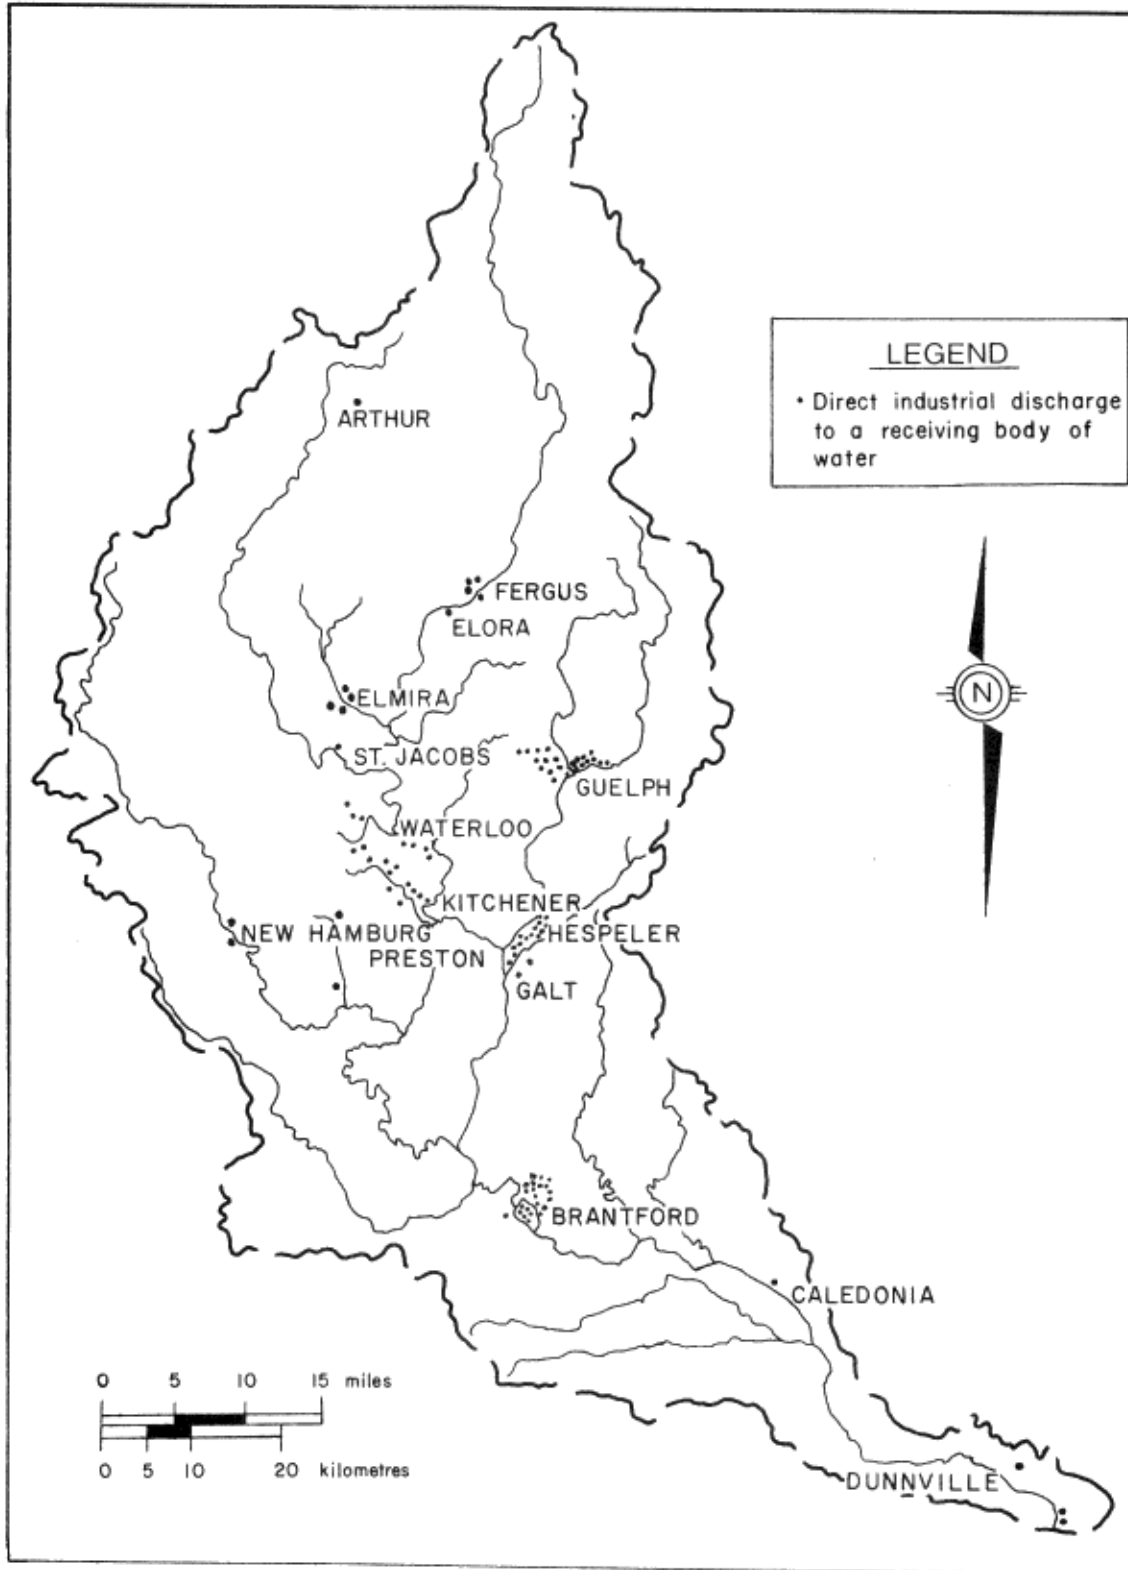 LEGEND
• Direct industrial discharge
to a receiving body of
water
ARTHUR
FERGUS
ELORA
ELMIRA
ST. JACOBS
GUELPH
WATERLOO
KITCHENER
NEW HAMBURG
HESPELER
PRESTON
GALT
N
BRANTFORD
CALEDONIA
DUNNVILLE
0 5 10 15 miles
0 5 10 20 kilometres